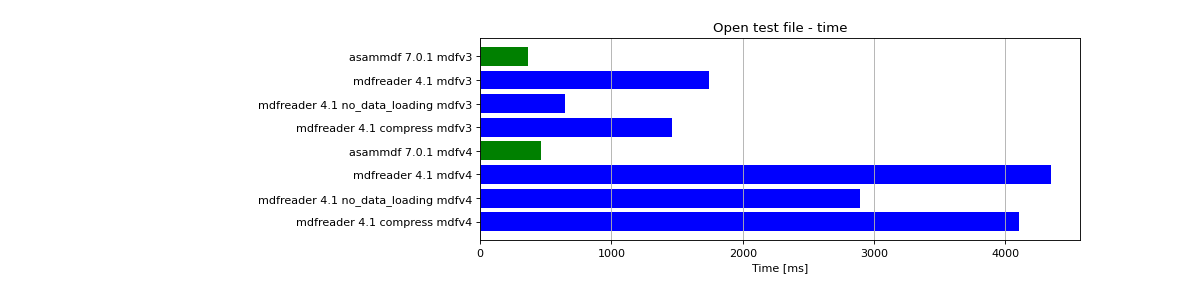 Open test file - time
asammdf 7.0.1 mdfv3
mdfreader 4.1 mdfv3
mdfreader 4.1 no_data_loading mdfv3
mdfreader 4.1 compress mdfv3
asammdf 7.0.1 mdfv4
mdfreader 4.1 mdfv4
mdfreader 4.1 no_data_loading mdfv4
mdfreader 4.1 compress mdfv4
0 1000 2000 3000 4000
Time [ms]